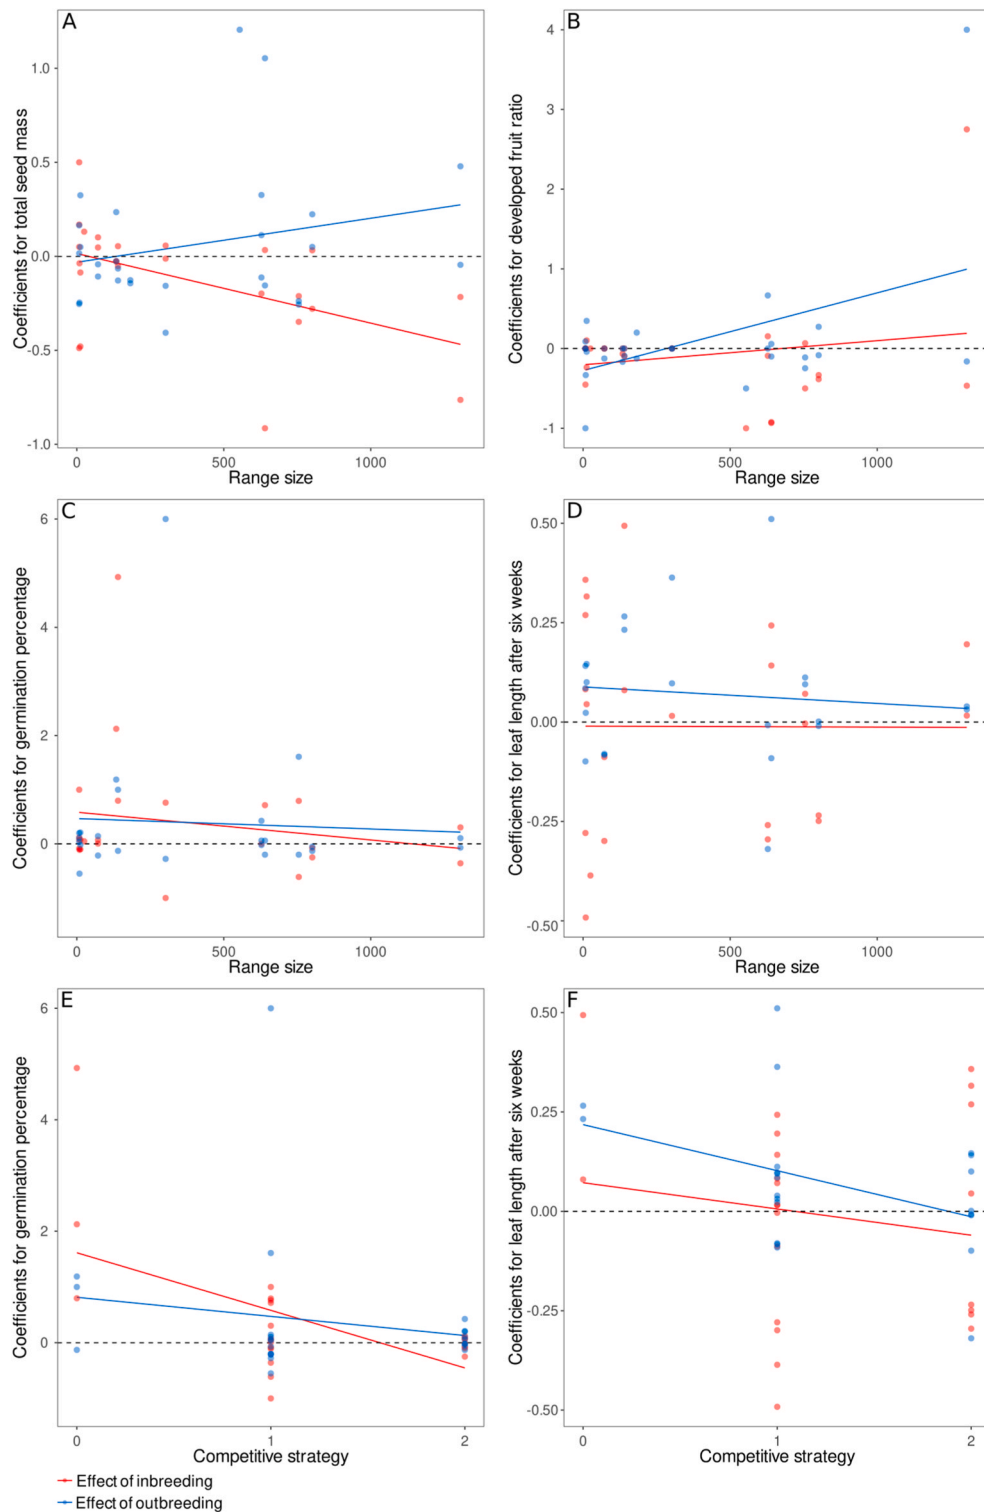 A
Coefficients for total seed mass
1.0
0.5
0.0
-0.5
-1.0
0
500
1000
Range size
B
Coefficients for developed fruit ratio
4
3
2
1
0
-1
0
500
1000
Range size
C
Coefficients for germination percentage
6
4
2
0
0
500
1000
Range size
D
Coefficients for leaf length after six weeks
0.50
0.25
0.00
-0.25
-0.50
0
500
1000
Range size
E
Coefficients for germination percentage
6
4
2
0
0
1
2
Competitive strategy
F
Coefficients for leaf length after six weeks
0.50
0.25
0.00
-0.25
-0.50
0
1
2
Competitive strategy
Effect of inbreeding
Effect of outbreeding